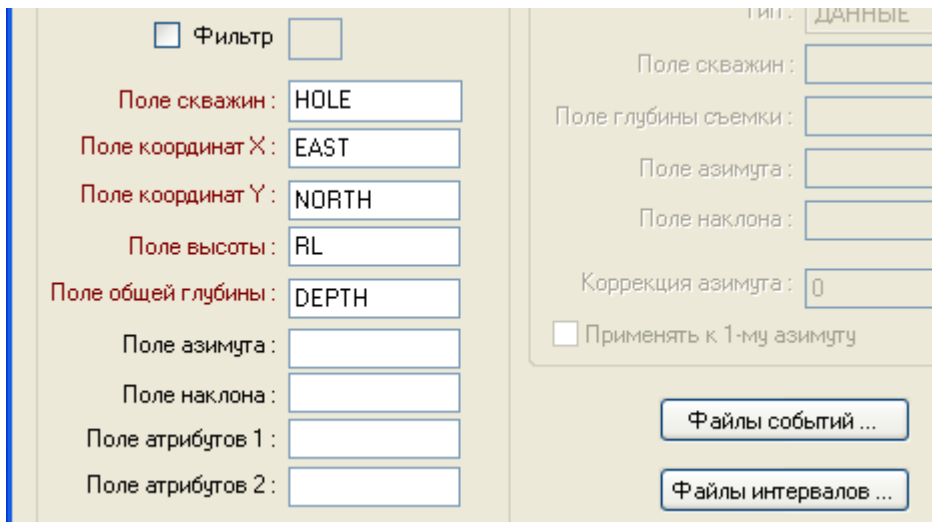 Фильтр
Поле скважин : HOLE
Поле координат X : EAST
Поле координат Y : NORTH
Поле высоты : RL
Поле общей глубины : DEPTH
Поле азимута :
Поле наклона :
Поле атрибутов 1 :
Поле атрибутов 2 :
Тип : ДАННЫЕ
Поле скважин :
Поле глубины съемки :
Поле азимута :
Поле наклона :
Коррекция азимута : 0
Применять к 1-му азимуту
Файлы событий ...
Файлы интервалов ...